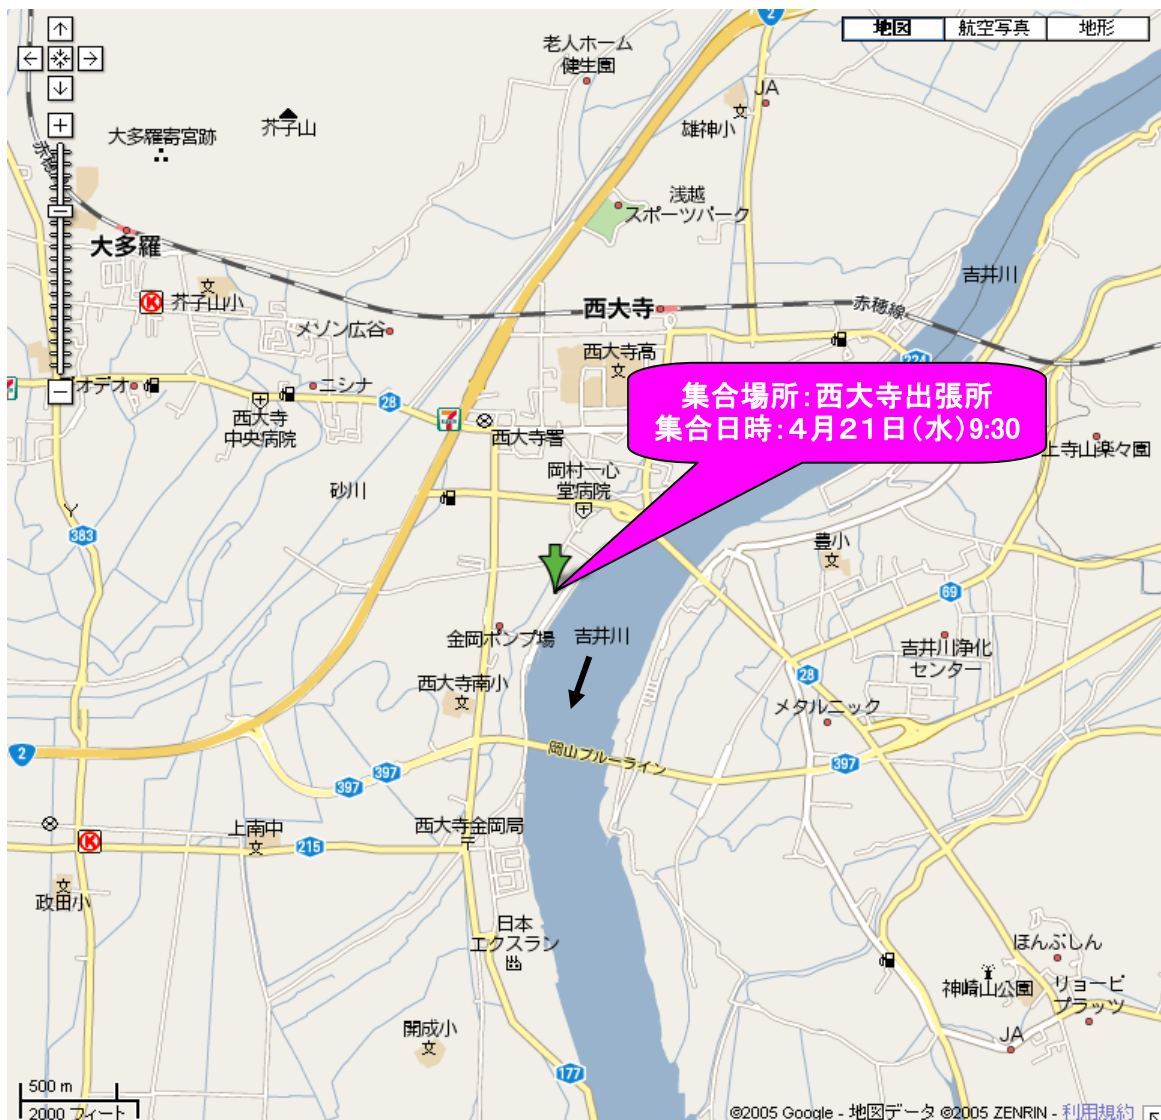 2
地図
航空写真
地形
老人ホーム
健生園
JA
雄神小
芥子山
大多羅寄宮跡
赤穂
浅越
スポーツパーク
大多羅
吉井川
芥子山小
西大寺
赤穂線
メゾン広谷
西大寺高
224
オデオ
ニシナ
28
西大寺
中央病院
西大寺署
集合場所:西大寺出張所
集合日時:4月21日(水)9:30
上寺山楽々園
岡村一心
堂病院
砂川
383
豊小
69
金岡ポンプ場
吉井川
吉井川浄化
センター
西大寺南小
28
メタルニック
2
岡山ブルーライン
397
397
397
上南中
215
西大寺金岡局
政田小
日本
エクスラン
ほんぶしん
神崎山公園
リョービ
プラッツ
開成小
JA
177
500 m
2000 フィート
©2005 Google - 地図データ ©2005 ZENRIN - 利用規約